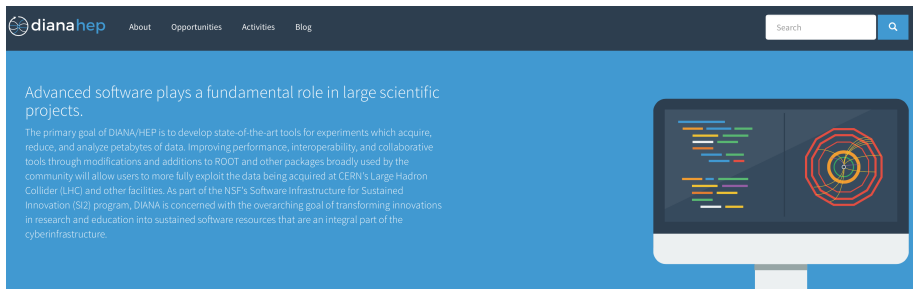 dianahep
About
Opportunities
Activities
Blog
Search
Advanced software plays a fundamental role in large scientific
projects.
The primary goal of DIANA/HEP is to develop state-of-the-art tools for experiments which acquire,
reduce, and analyze petabytes of data. Improving performance, interoperability, and collaborative
tools through modifications and additions to ROOT and other packages broadly used by the
community will allow users to more fully exploit the data being acquired at CERN's Large Hadron
Collider (LHC) and other facilities. As part of the NSF's Software Infrastructure for Sustained
Innovation (SI2) program, DIANA is concerned with the overarching goal of transforming innovations
in research and education into sustained software resources that are an integral part of the
cyberinfrastructure.